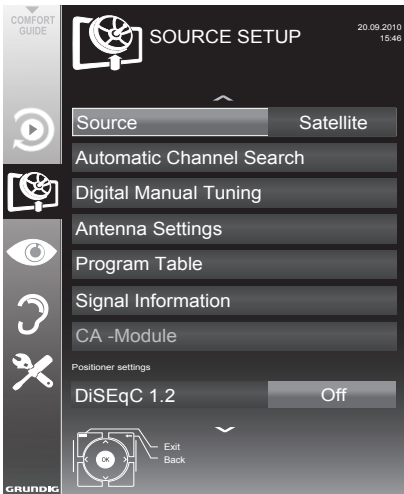 COMFORT
GUIDE
SOURCE SETUP
20.09.2010
15:46
Source
Satellite
Automatic Channel Search
Digital Manual Tuning
Antenna Settings
Program Table
Signal Information
CA -Module
Positioner settings
DiSEqC 1.2
Off
Exit
Back
OK
GRUNDIG